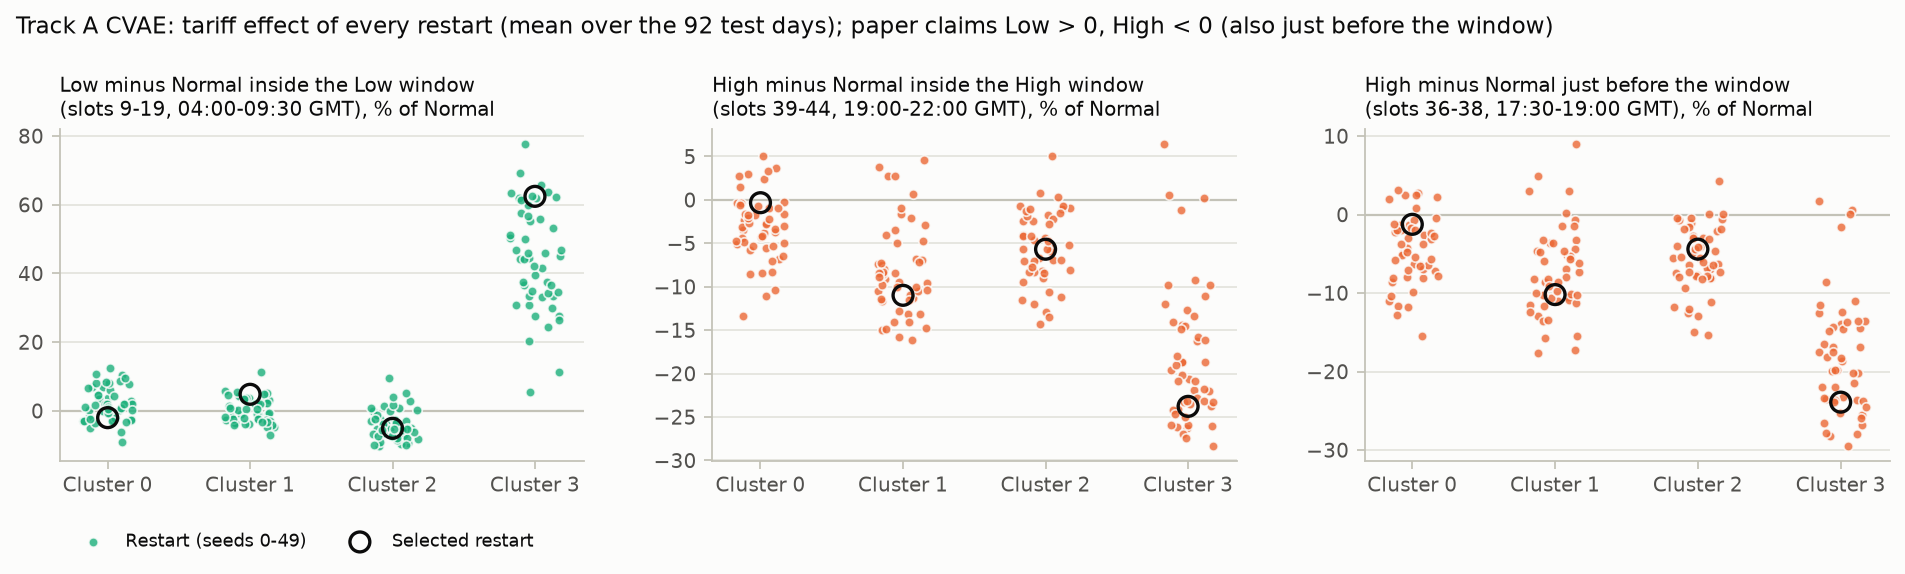 Track A CVAE: tariff effect of every restart (mean over the 92 test days); paper claims Low > 0, High < 0 (also just before the window)
Low minus Normal inside the Low window
(slots 9-19, 04:00-09:30 GMT), % of Normal
80
60
40
20
0
Cluster 0
Cluster 1
Cluster 2
Cluster 3
High minus Normal inside the High window
(slots 39-44, 19:00-22:00 GMT), % of Normal
5
0
−5
−10
−15
−20
−25
−30
Cluster 0
Cluster 1
Cluster 2
Cluster 3
High minus Normal just before the window
(slots 36-38, 17:30-19:00 GMT), % of Normal
10
0
−10
−20
−30
Cluster 0
Cluster 1
Cluster 2
Cluster 3
Restart (seeds 0-49)
Selected restart